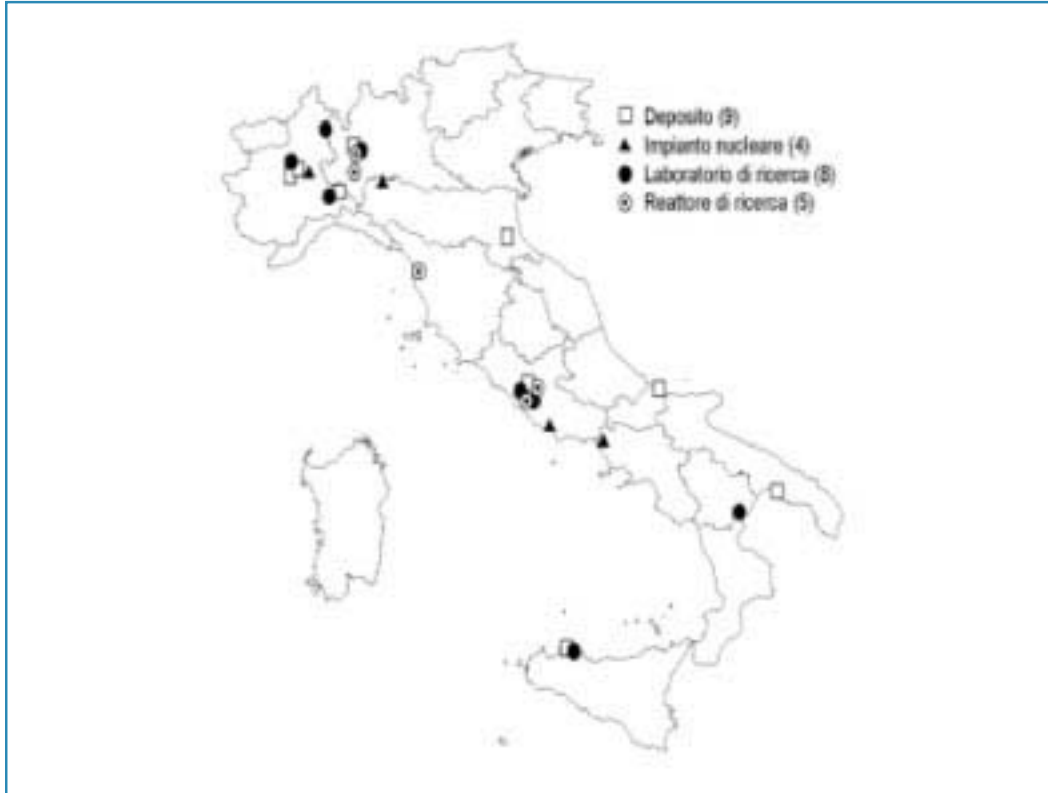 Deposito (9)
Impianto nucleare (4)
Laboratorio di ricerca (8)
Reattore di ricerca (5)